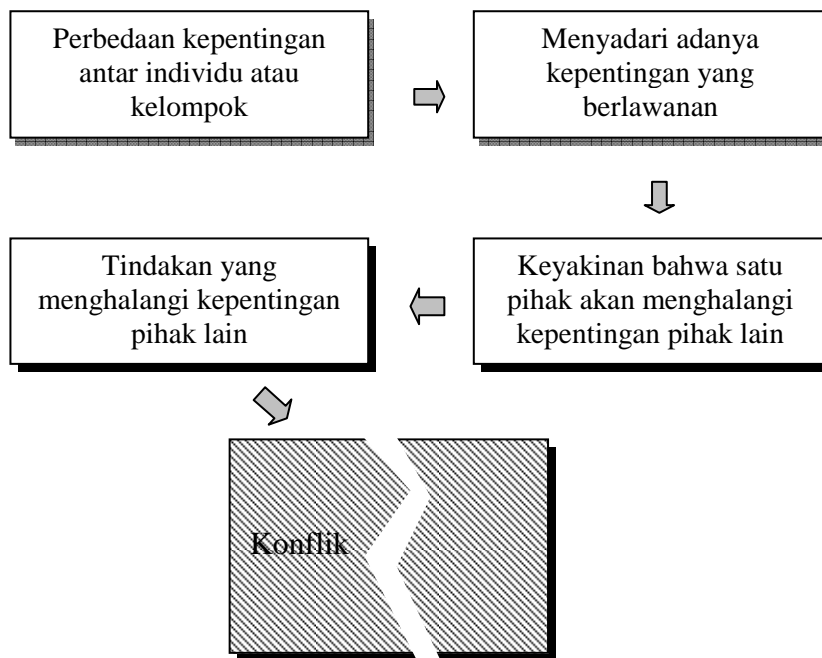 Perbedaan kepentingan
antar individu atau
kelompok
Menyadari adanya
kepentingan yang
berlawanan
Keyakinan bahwa satu
pihak akan menghalangi
kepentingan pihak lain
Tindakan yang
menghalangi kepentingan
pihak lain
Konflik